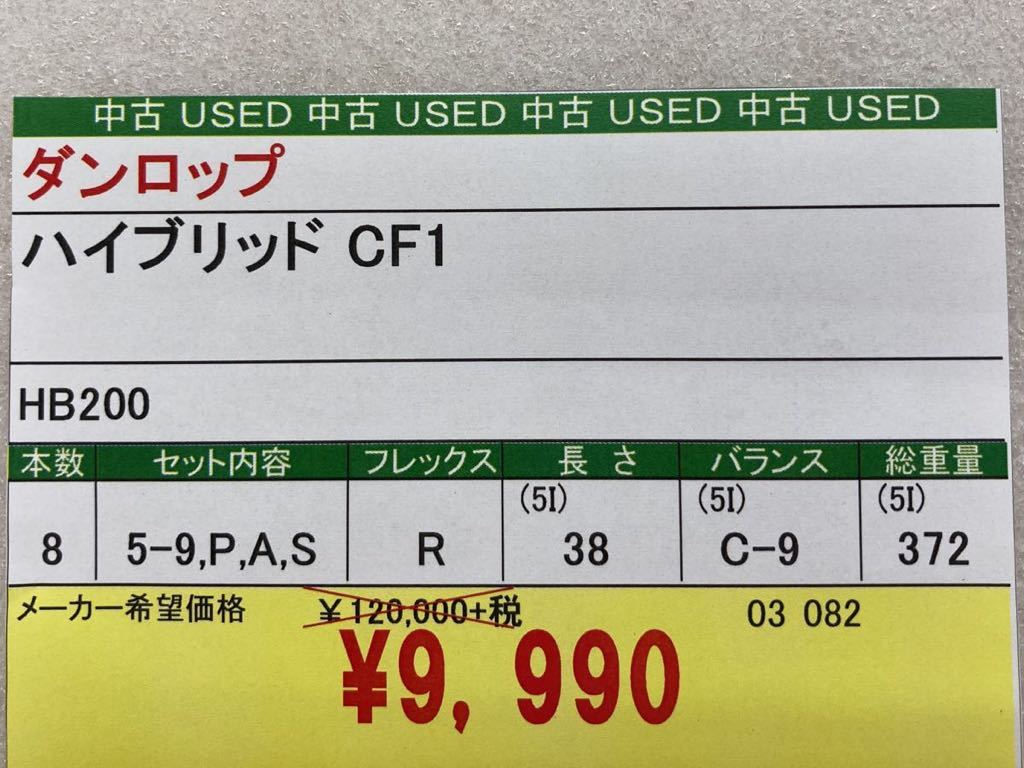 中古 USED 中古 USED 中古 USED 中古 USED
ダンロップ
ハイブリッド CF1
HB200
本数 セット内容 フレックス 長 さ バランス 総重量
(5I) (5I) (5I)
8 5-9,P,A,S R 38 C-9 372
メーカー希望価格 ¥120,000+税 03 082
¥9,990